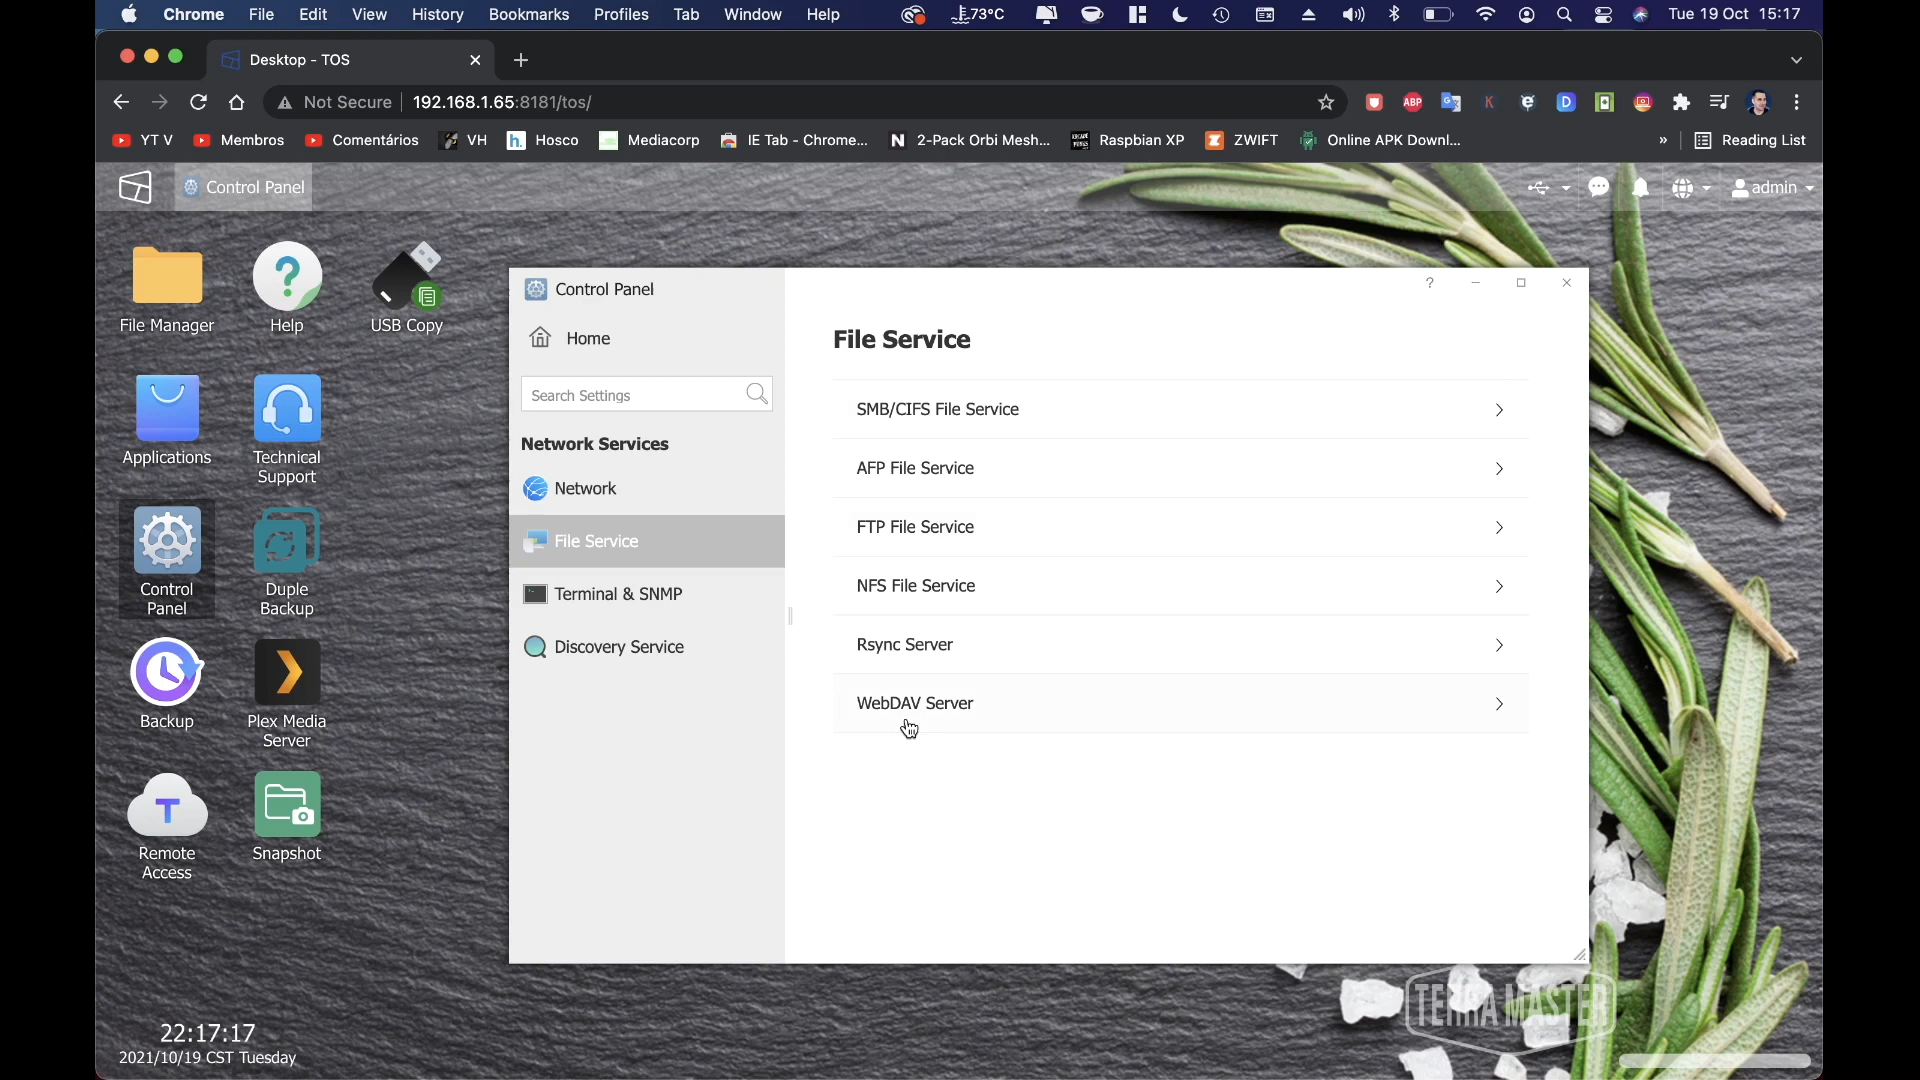 Chrome File Edit View History Bookmarks Profiles Tab Window Help 73°C Tue 19 Oct 15:17
Desktop - TOS
Not Secure 192.168.1.65:8181/tos/
ABP K D
YT V Membros Comentários VH h. Hosco Mediacorp IE Tab - Chrome... N 2-Pack Orbi Mesh... Raspbian XP Z ZWIFT Online APK Downl... » Reading List
Control Panel admin
File Manager
? Help
USB Copy
Applications
Technical
Support
Control
Panel
Duple
Backup
Backup
Plex Media
Server
T
Remote
Access
Snapshot
Control Panel
Home
Search Settings
Network Services
Network
File Service
Terminal & SNMP
Discovery Service
?
File Service
SMB/CIFS File Service
AFP File Service
FTP File Service
NFS File Service
Rsync Server
WebDAV Server
TERRA MASTER
22:17:17
2021/10/19 CST Tuesday